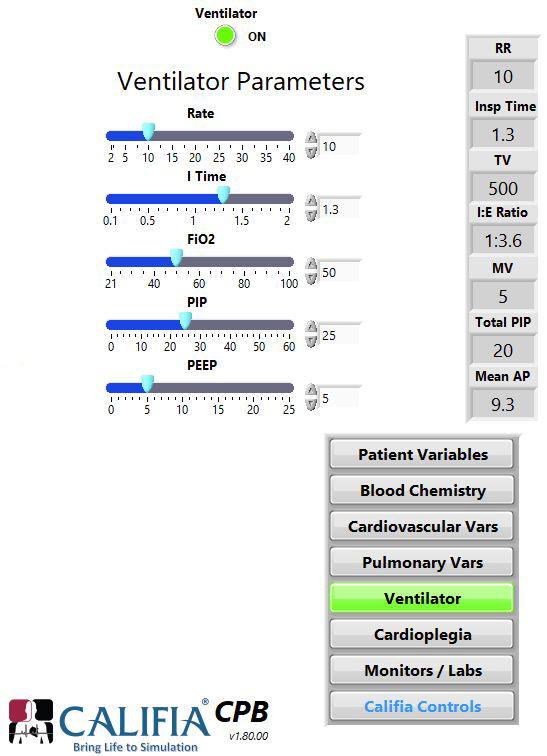 Ventilator
ON
Ventilator Parameters
Rate
2 5 10 15 20 25 30 35 40
10
I Time
0.1 0.5 1 1.5 2
1.3
FiO2
21 40 60 80 100
50
PIP
0 10 20 30 40 50 60
25
PEEP
0 5 10 15 20 25
5
RR
10
Insp Time
1.3
TV
500
I:E Ratio
1:3.6
MV
5
Total PIP
20
Mean AP
9.3
Patient Variables
Blood Chemistry
Cardiovascular Vars
Pulmonary Vars
Ventilator
Cardioplegia
Monitors / Labs
Califia Controls
CALIFIA® CPB
Bring Life to Simulation
v1.80.00